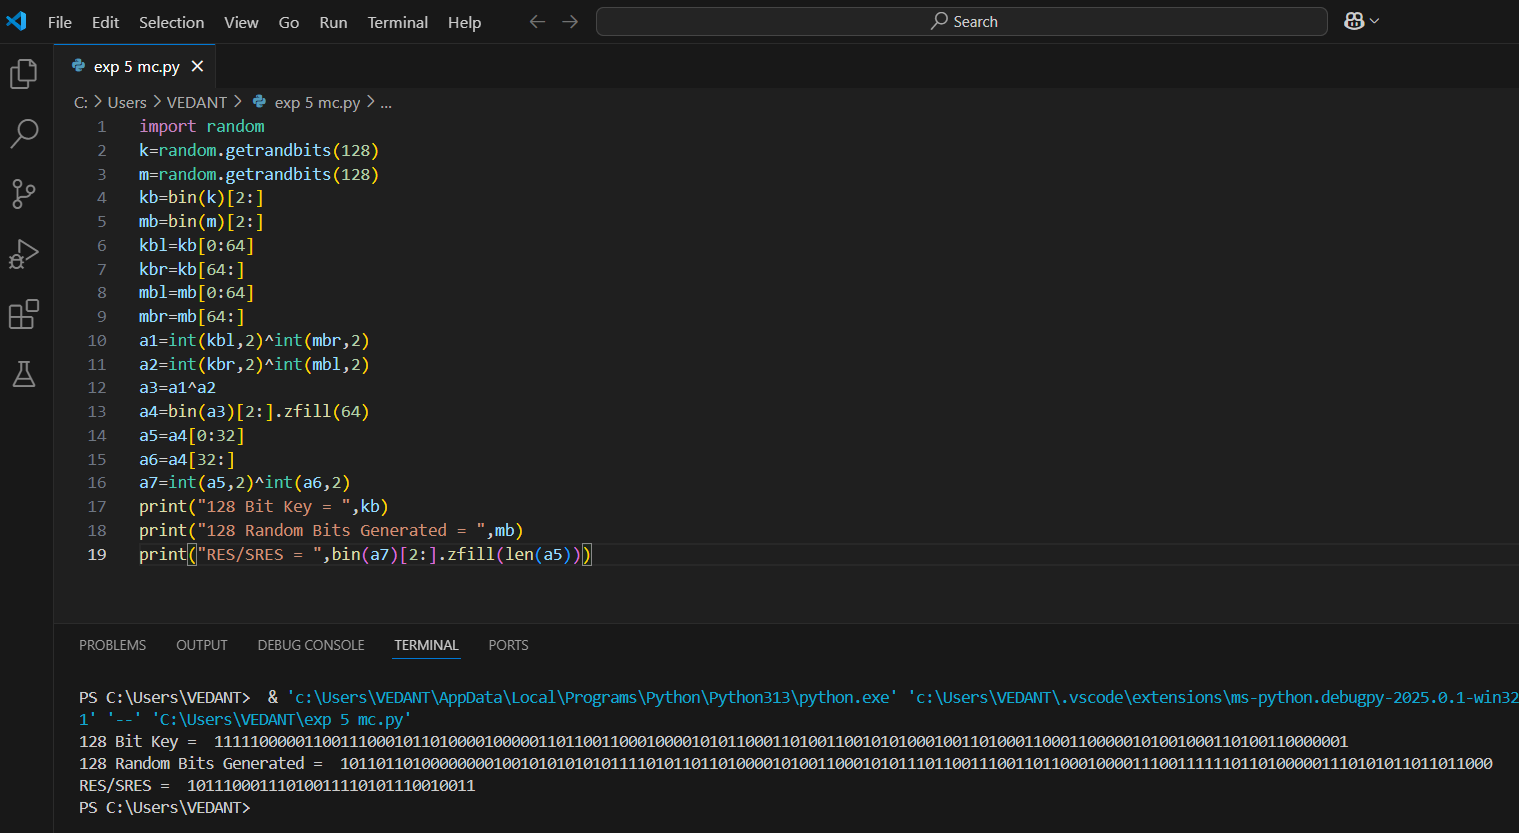 File Edit Selection View Go Run Terminal Help
Search
exp 5 mc.py
C: > Users > VEDANT > exp 5 mc.py > ...
1 import random
2 k=random.getrandbits(128)
3 m=random.getrandbits(128)
4 kb=bin(k)[2:]
5 mb=bin(m)[2:]
6 kbl=kb[0:64]
7 kbr=kb[64:]
8 mbl=mb[0:64]
9 mbr=mb[64:]
10 a1=int(kbl,2)^int(mbr,2)
11 a2=int(kbr,2)^int(mbl,2)
12 a3=a1^a2
13 a4=bin(a3)[2:].zfill(64)
14 a5=a4[0:32]
15 a6=a4[32:]
16 a7=int(a5,2)^int(a6,2)
17 print("128 Bit Key = ",kb)
18 print("128 Random Bits Generated = ",mb)
19 print("RES/SRES = ",bin(a7)[2:].zfill(len(a5)))
PROBLEMS OUTPUT DEBUG CONSOLE TERMINAL PORTS
PS C:\Users\VEDANT>  & 'c:\Users\VEDANT\AppData\Local\Programs\Python\Python313\python.exe' 'c:\Users\VEDANT\.vscode\extensions\ms-python.debugpy-2025.0.1-win32
1' '--' 'C:\Users\VEDANT\exp 5 mc.py'
128 Bit Key =
128 Random Bits Generated =
RES/SRES =  10111000111010011110101110010011
PS C:\Users\VEDANT>